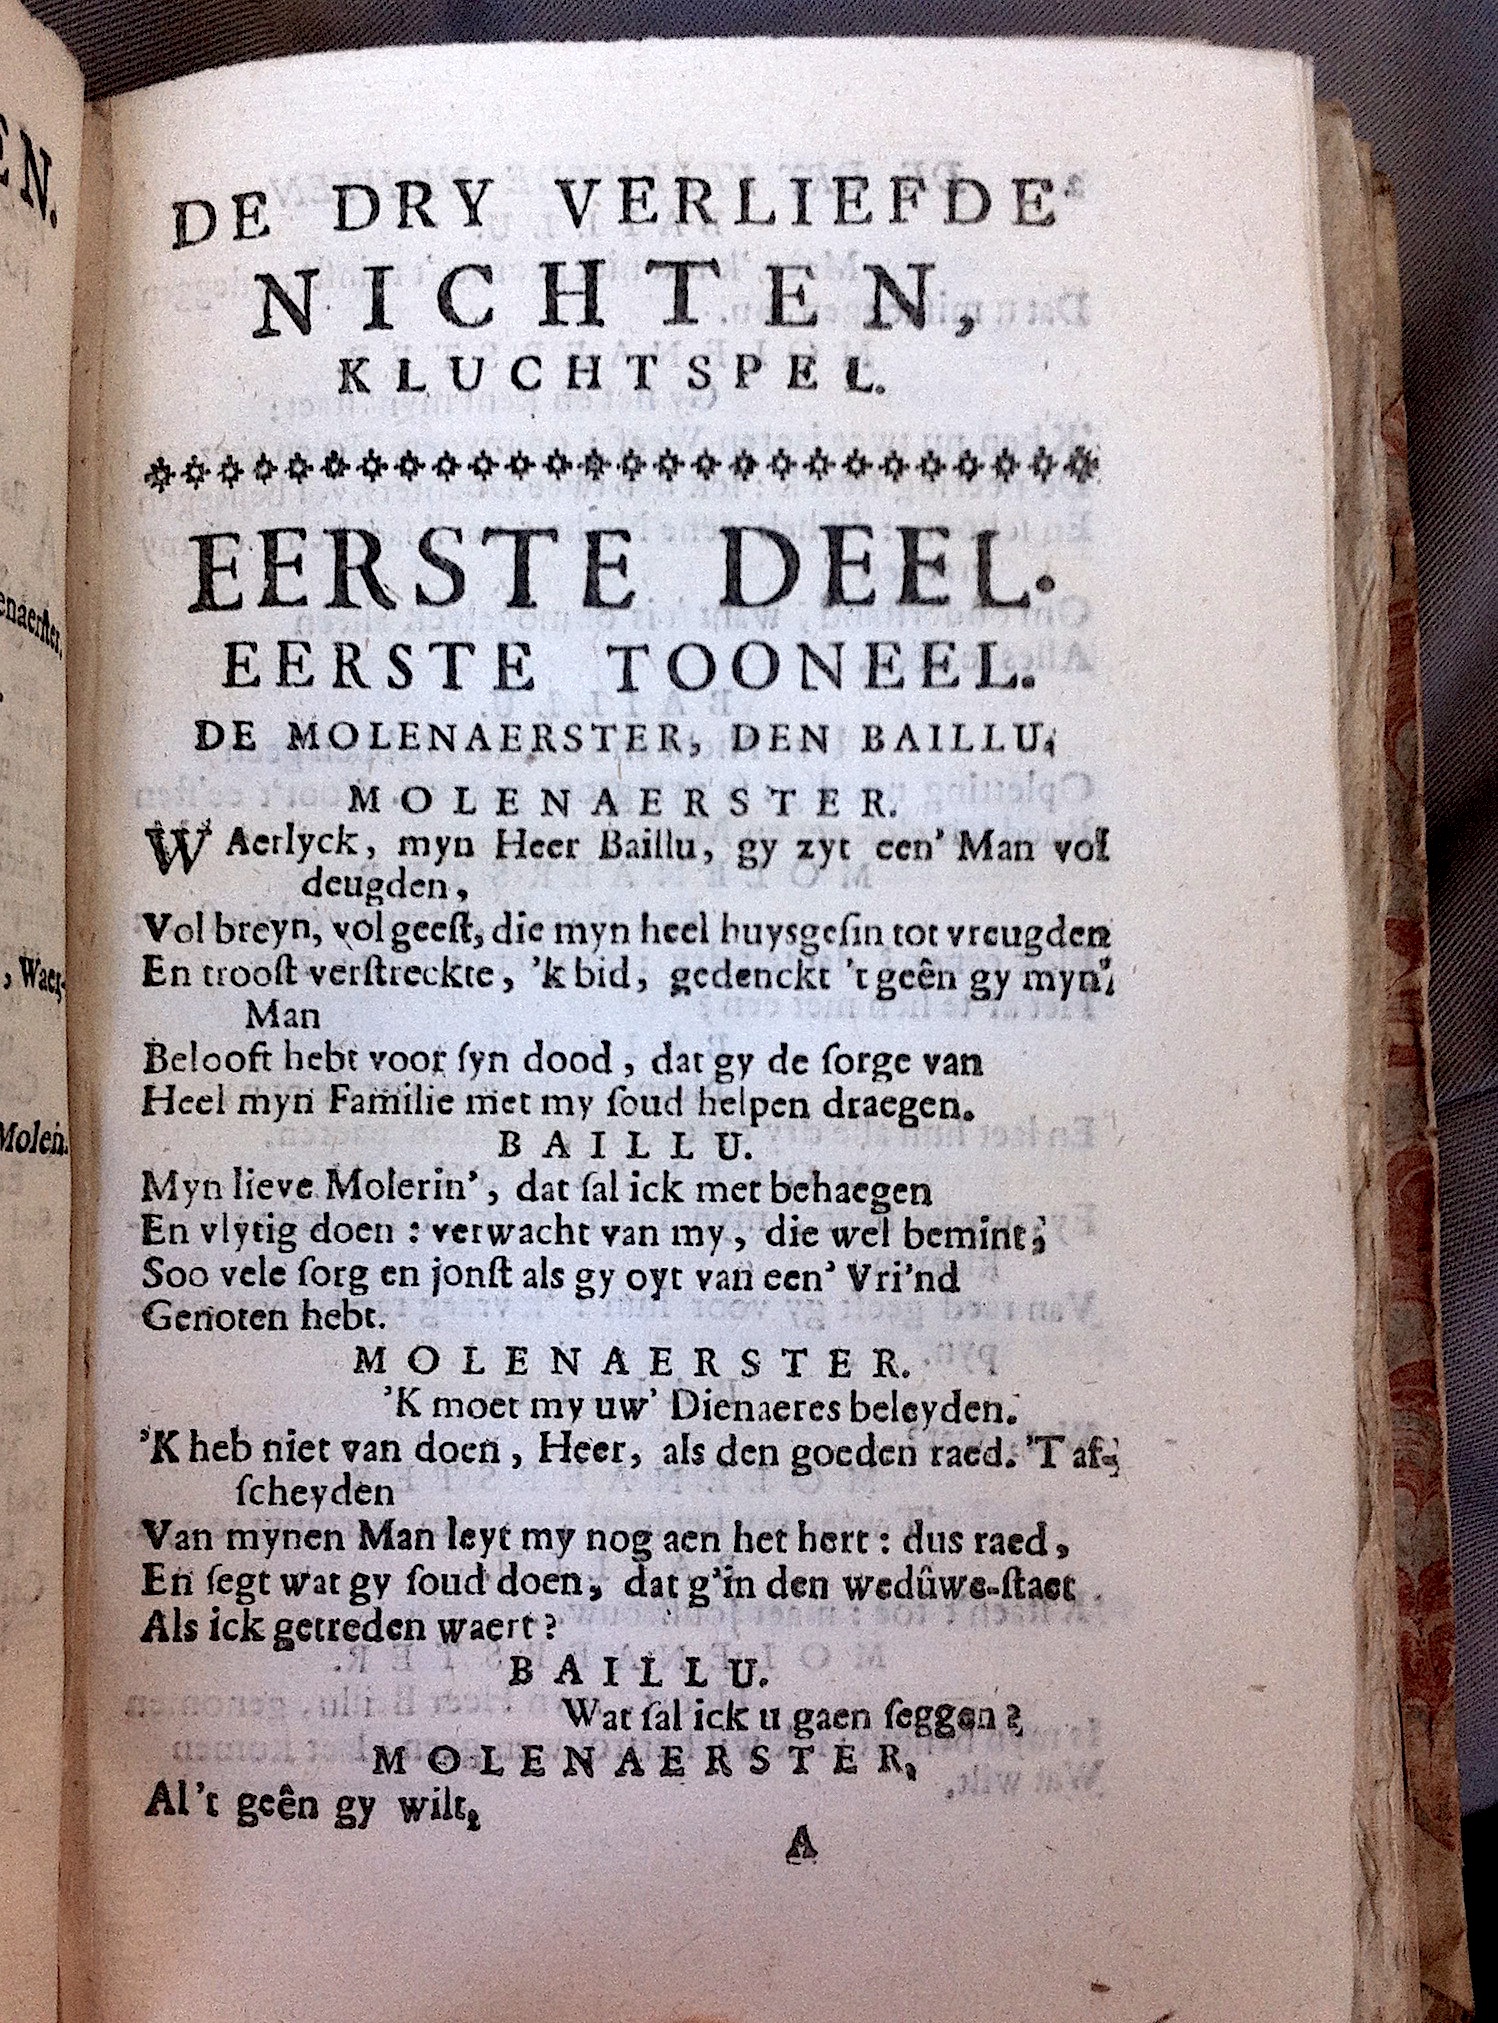 DE DRY VERLIEFDE
NICHTEN,
KLUCHTSPEL.
EERSTE DEEL.
EERSTE TOONEEL.
DE MOLENAERSTER, DEN BAILLU,
MOLENAERSTER.
WAerlyck, myn Heer Baillu, gy zyt een' Man vol
deugden,
Vol breyn, vol geeſt, die myn heel huysgeſin tot vreugden
En trooſt verſtreckte, 'k bid, gedenckt 't geên gy myn'
Man
Belooft hebt voor ſyn dood, dat gy de ſorge van
Heel myn Familie met my ſoud helpen draegen.
BAILLU.
Myn lieve Molerin', dat ſal ick met behaegen
En vlytig doen: verwacht van my, die wel bemint,
Soo vele ſorg en jonſt als gy oyt van een' Vri'nd
Genoten hebt.
MOLENAERSTER.
'K moet my uw' Dienaeres beleyden.
'K heb niet van doen, Heer, als den goeden raed. 'T af-
ſcheyden
Van mynen Man leyt my nog aen het hert: dus raed,
En ſegt wat gy ſoud doen, dat g'in den wedûwe-ſtaet
Als ick getreden waert?
BAILLU.
Wat ſal ick u gaen ſeggen?
MOLENAERSTER,
Al 't geên gy wilt,
A
EN.
enaerſter.
, Waer-
Molen.